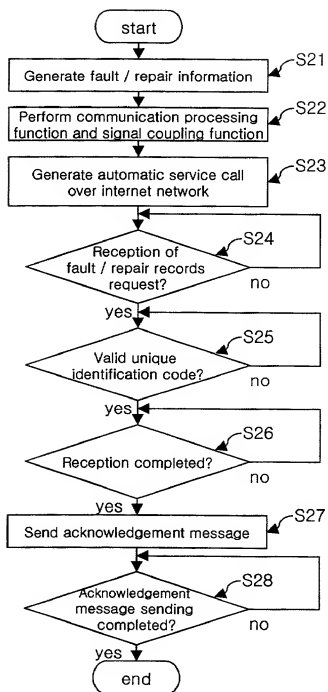 start
S21
Generate fault / repair information
S22
Perform communication processing
function and signal coupling function
S23
Generate automatic service call
over internet network
S24
Reception of
fault / repair records
request?
no
yes
S25
Valid unique
identification code?
no
yes
S26
Reception completed?
no
yes
S27
Send acknowledgement message
S28
Acknowledgement
message sending
completed?
no
yes
end